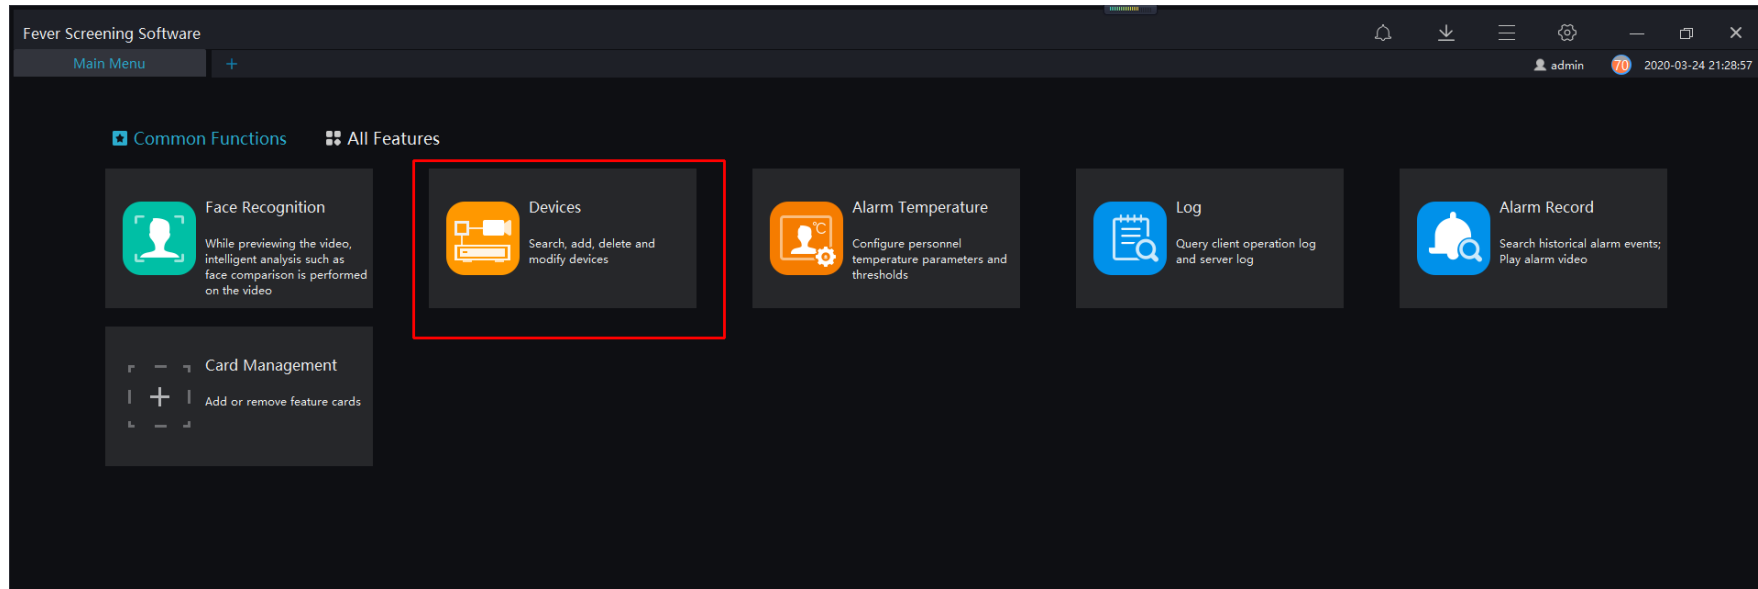 Fever Screening Software
Main Menu
+
admin
70
2020-03-24 21:28:57
Common Functions
All Features
Face Recognition
While previewing the video,
intelligent analysis such as
face comparison is performed
on the video
Devices
Search, add, delete and
modify devices
°C
Alarm Temperature
Configure personnel
temperature parameters and
thresholds
Log
Query client operation log
and server log
Alarm Record
Search historical alarm events;
Play alarm video
Card Management
Add or remove feature cards